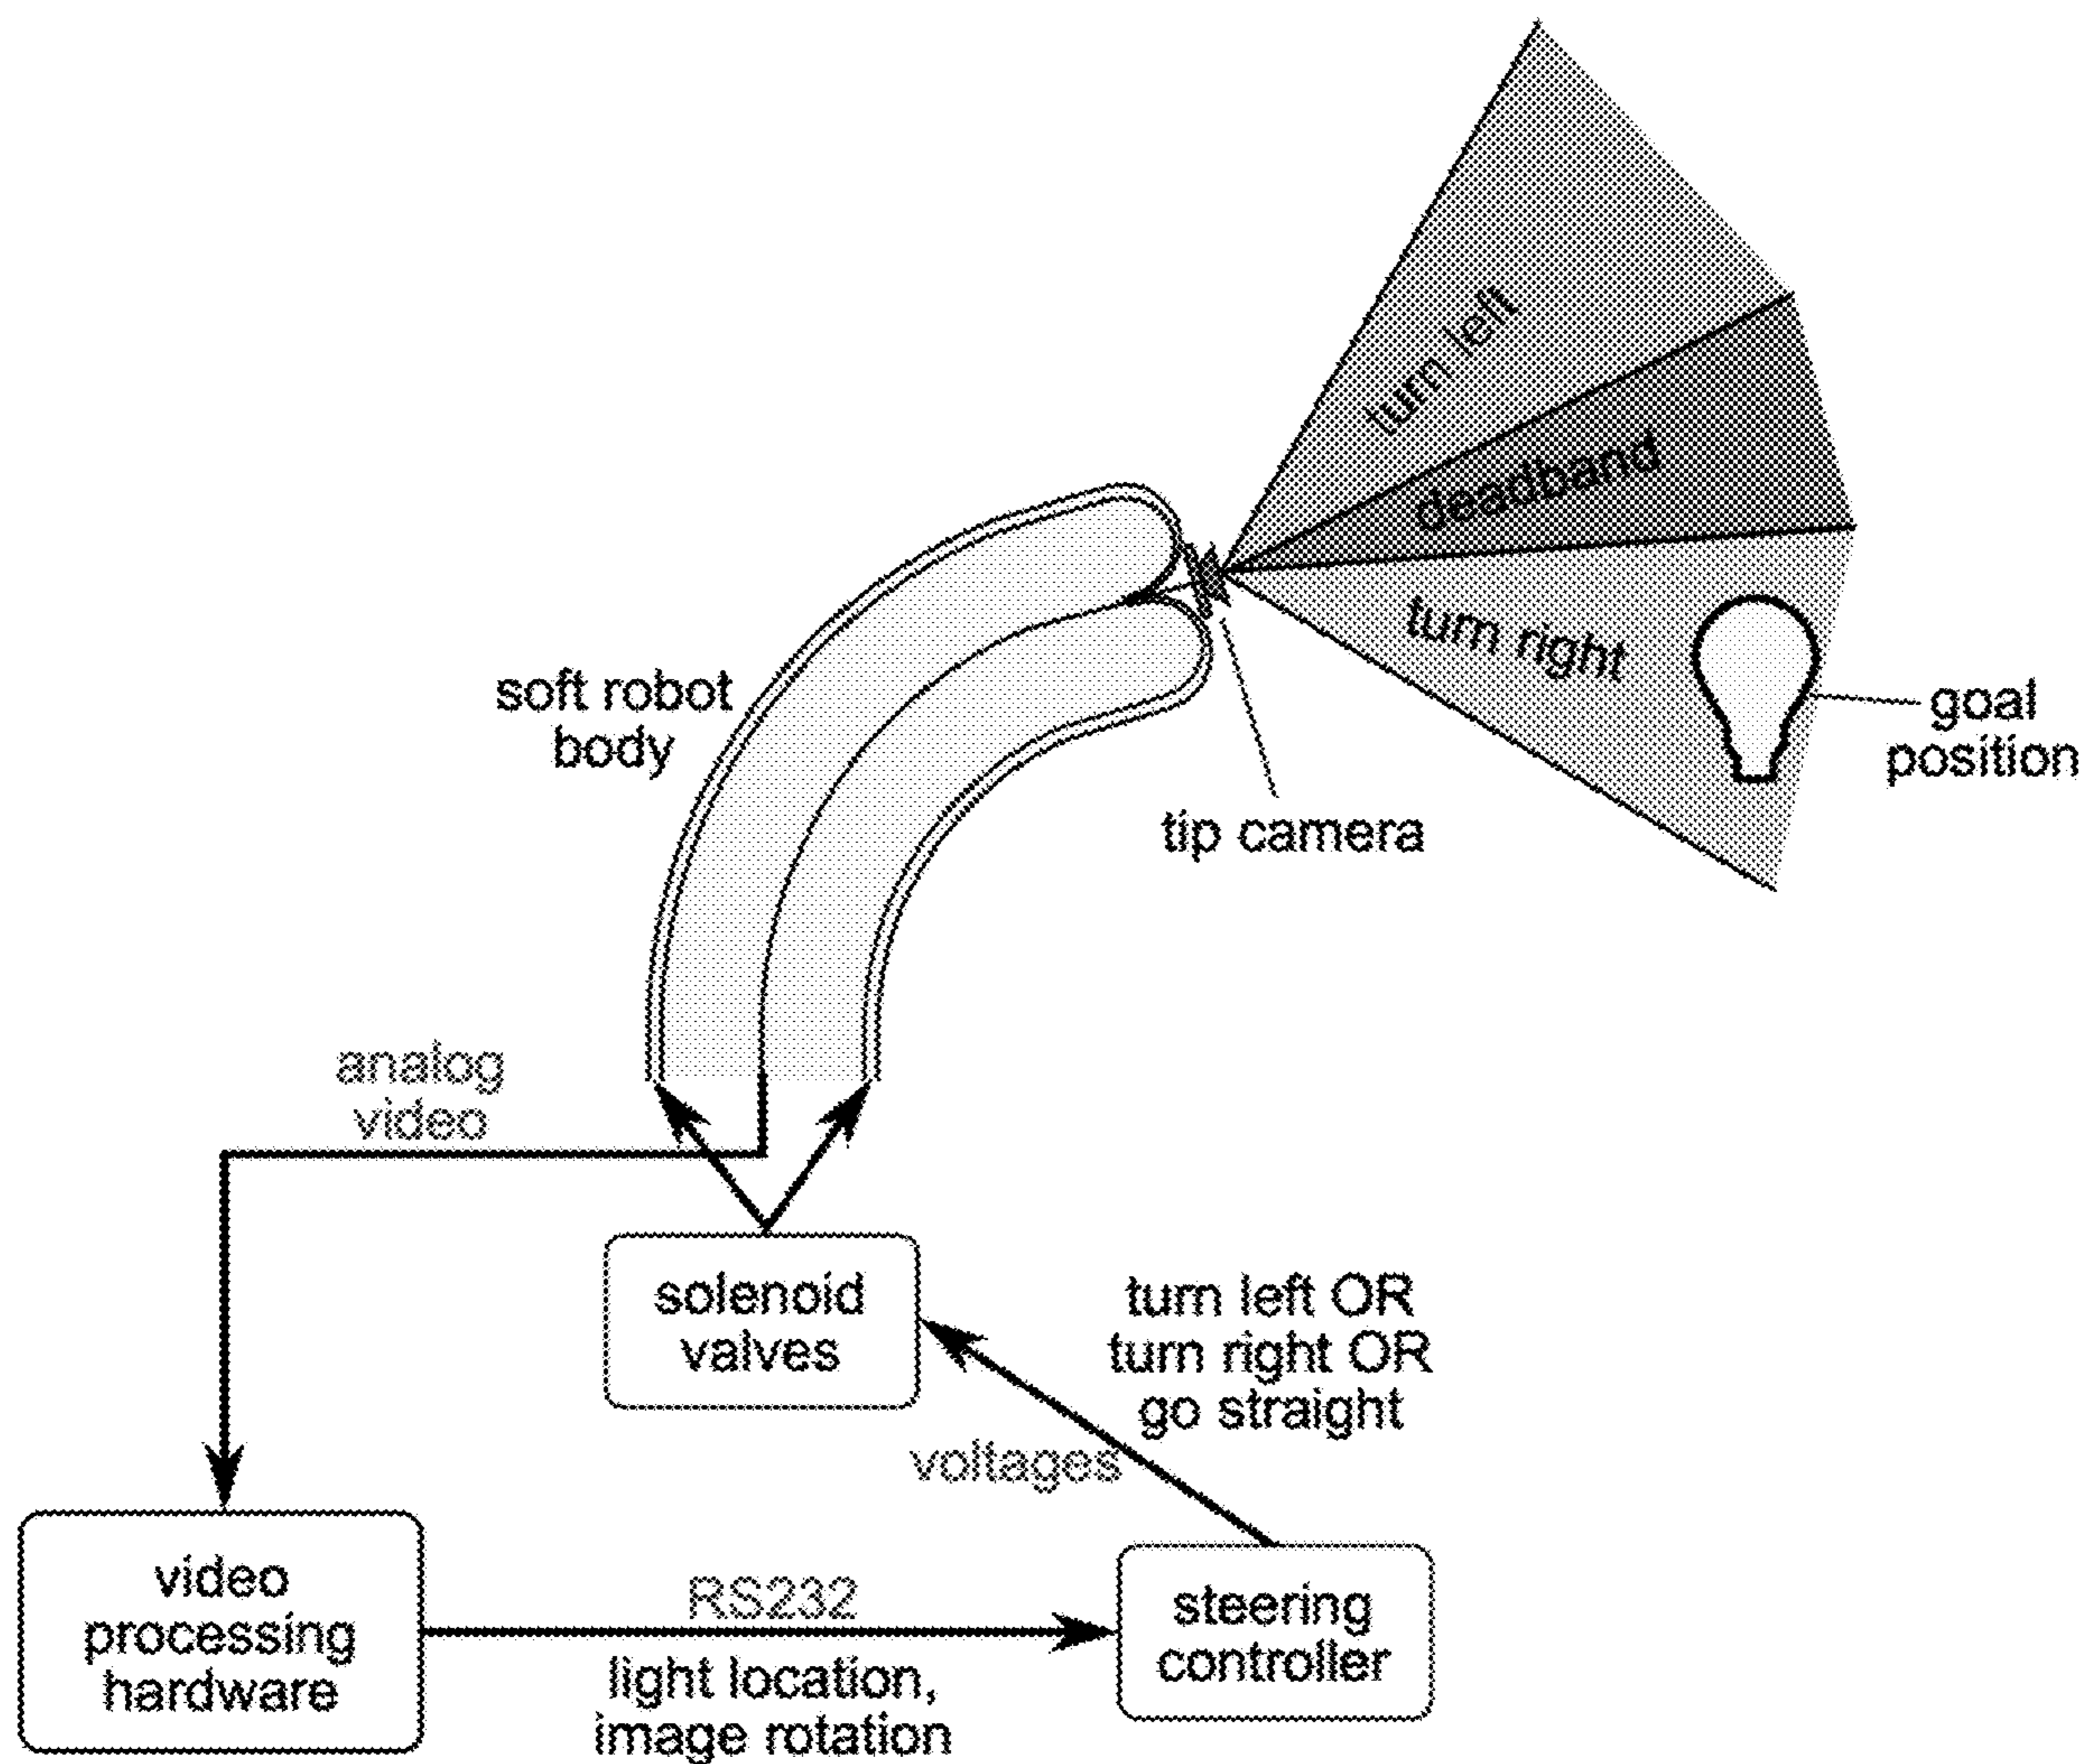 turn left
deadband
turn right
soft robot
body
goal
position
tip camera
analog
video
solenoid
valves
turn left OR
turn right OR
go straight
voltages
video
processing
hardware
RS232
light location,
image rotation
steering
controller